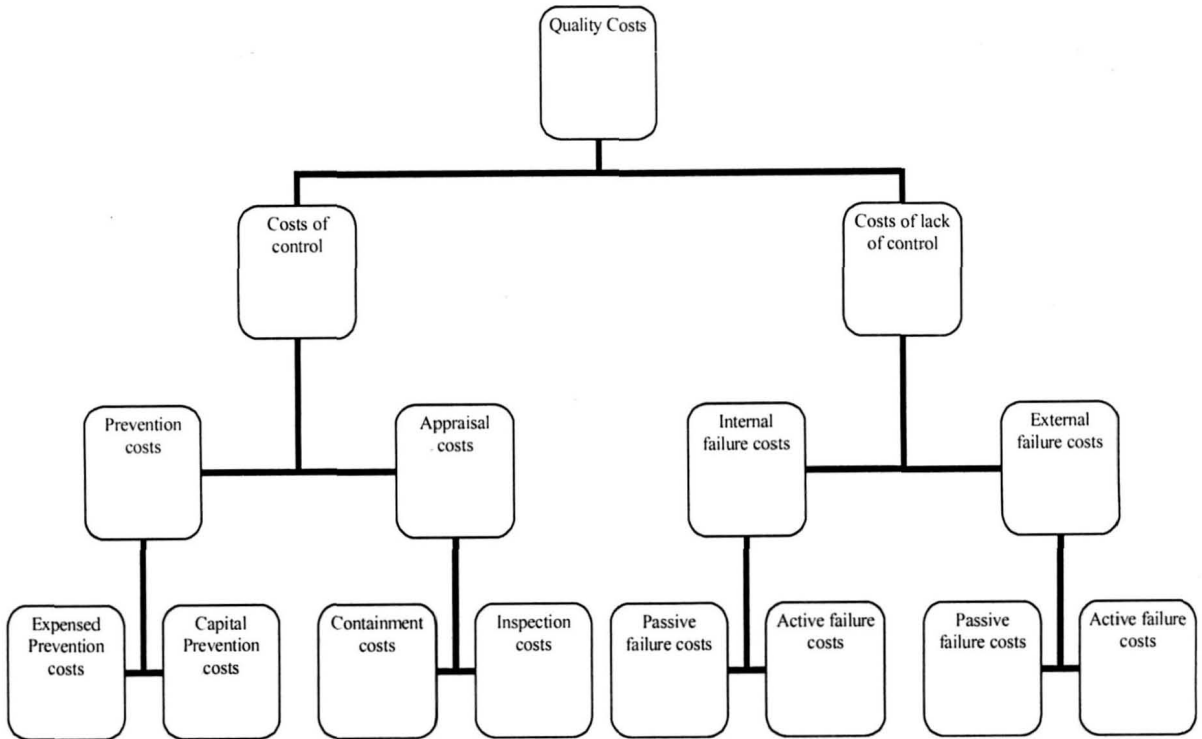 Quality Costs
Costs of
control
Costs of lack
of control
Prevention
costs
Appraisal
costs
Internal
failure costs
External
failure costs
Expensed
Prevention
costs
Capital
Prevention
costs
Containment
costs
Inspection
costs
Passive
failure costs
Active failure
costs
Passive
failure costs
Active failure
costs